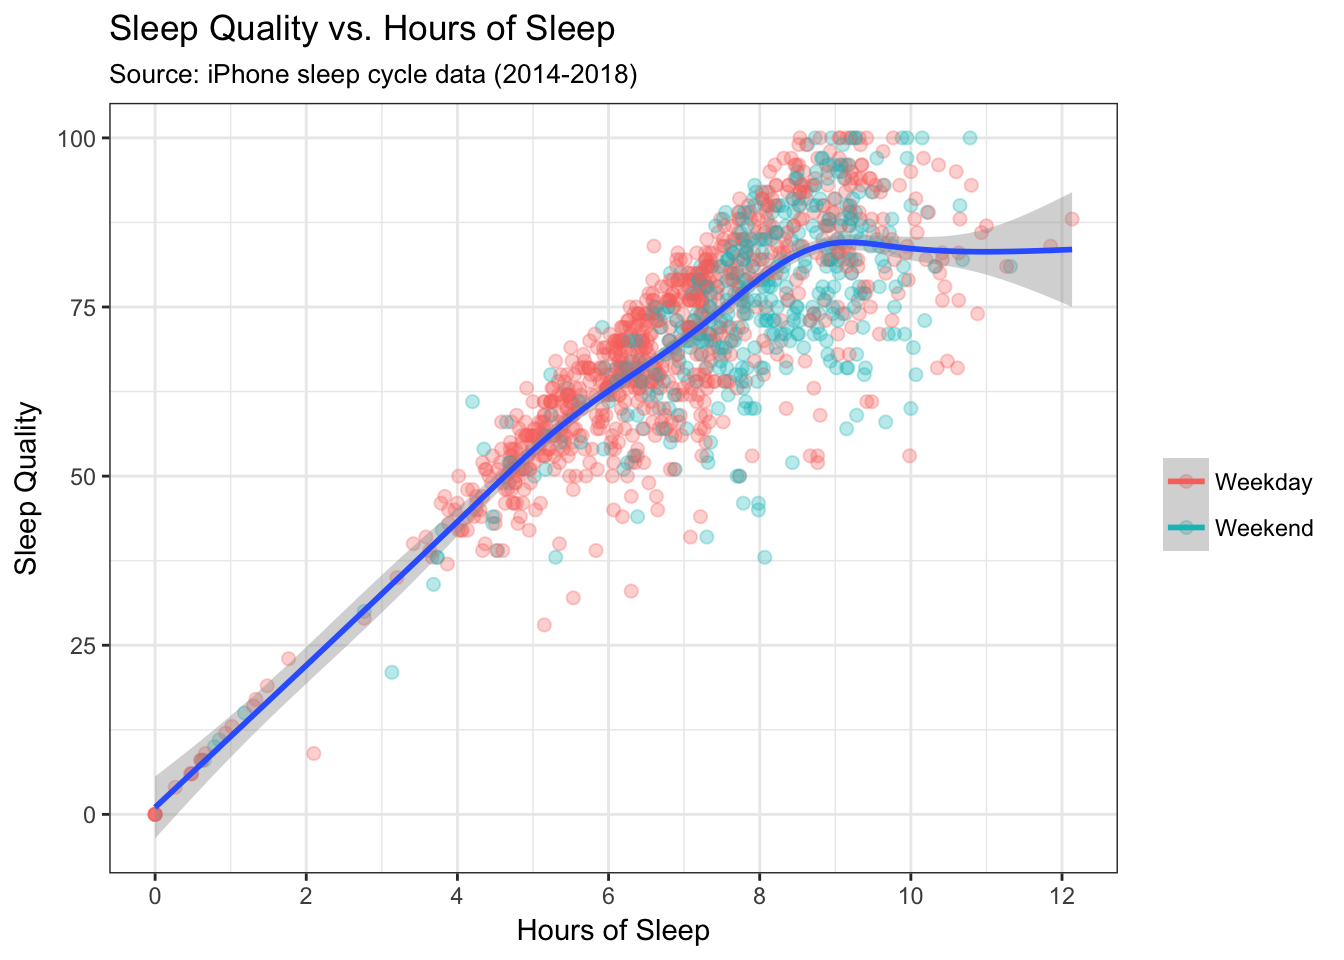 Sleep Quality vs. Hours of Sleep
Source: iPhone sleep cycle data (2014-2018)
100
75
50
25
0
Sleep Quality
0 2 4 6 8 10 12
Hours of Sleep
Weekday
Weekend